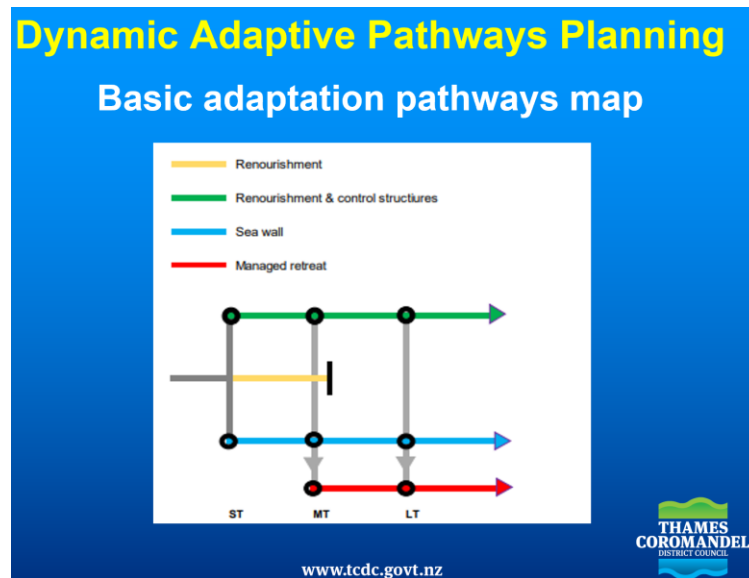 Dynamic Adaptive Pathways Planning
Basic adaptation pathways map
Renourishment
Renourishment & control structiures
Sea wall
Managed retreat
ST MT LT
www.tcdc.govt.nz
THAMES
COROMANDEL
DISTRICT COUNCIL